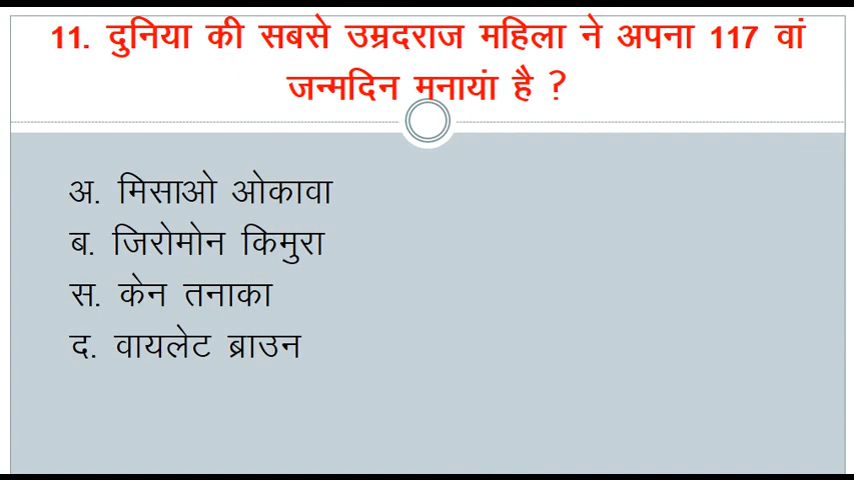 11. दुनिया की सबसे उम्रदराज महिला ने अपना 117 वां
जन्मदिन मनायां है ?
अ. मिसाओ ओकावा
ब. जिरोमोन किमुरा
स. केन तनाका
द. वायलेट ब्राउन